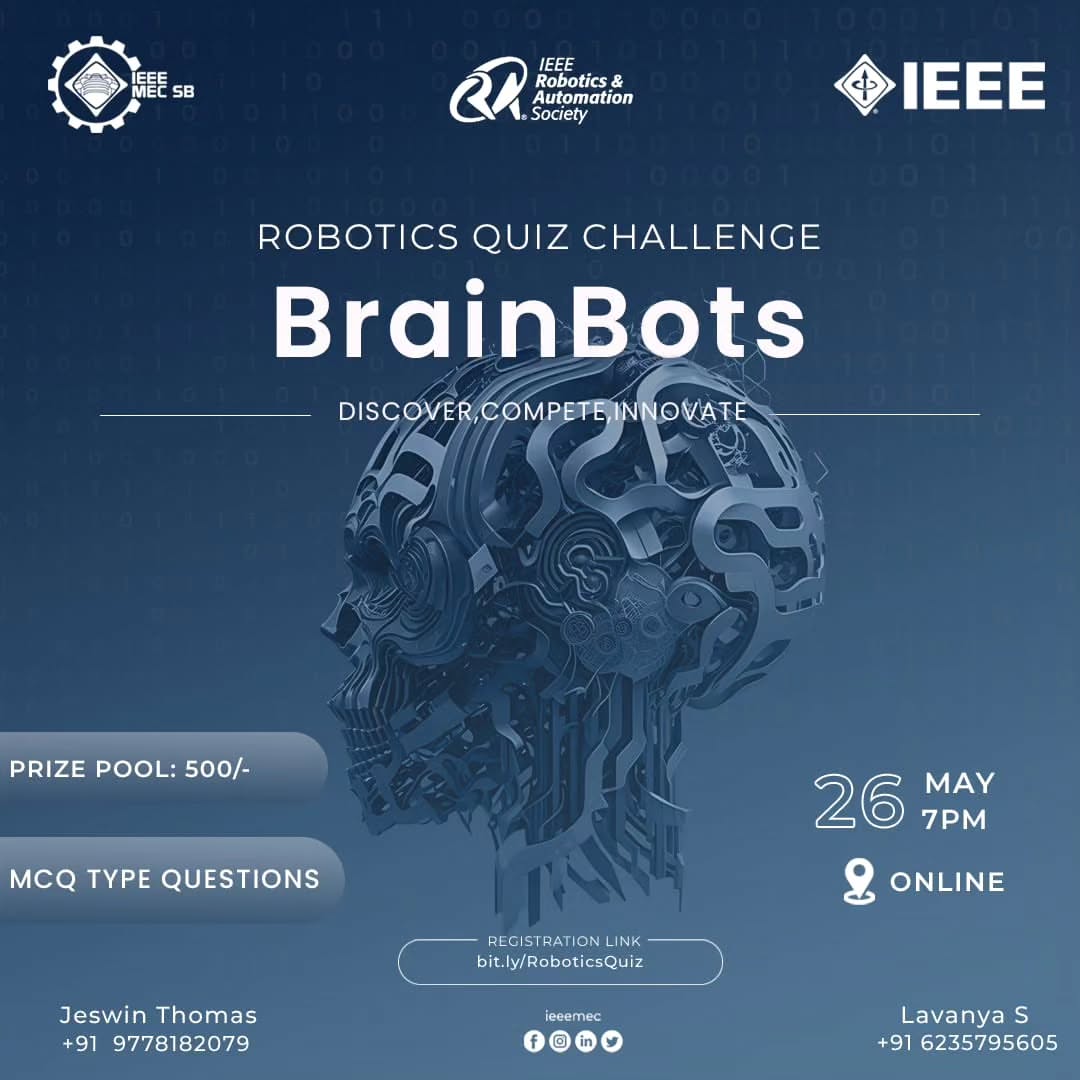 IEEE
MEC SB
IEEE
Robotics &
Automation
Society
IEEE
ROBOTICS QUIZ CHALLENGE
BrainBots
DISCOVER,COMPETE,INNOVATE
PRIZE POOL: 500/-
MCQ TYPE QUESTIONS
26 MAY
7PM
ONLINE
REGISTRATION LINK
bit.ly/RoboticsQuiz
Jeswin Thomas
+91 9778182079
ieeemec
Lavanya S
+91 6235795605